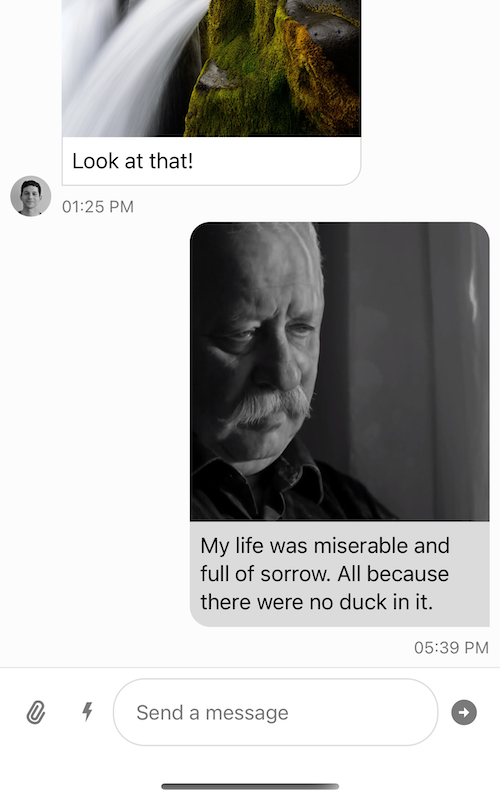 Look at that!
01:25 PM
My life was miserable and
full of sorrow. All because
there were no duck in it.
05:39 PM
Send a message